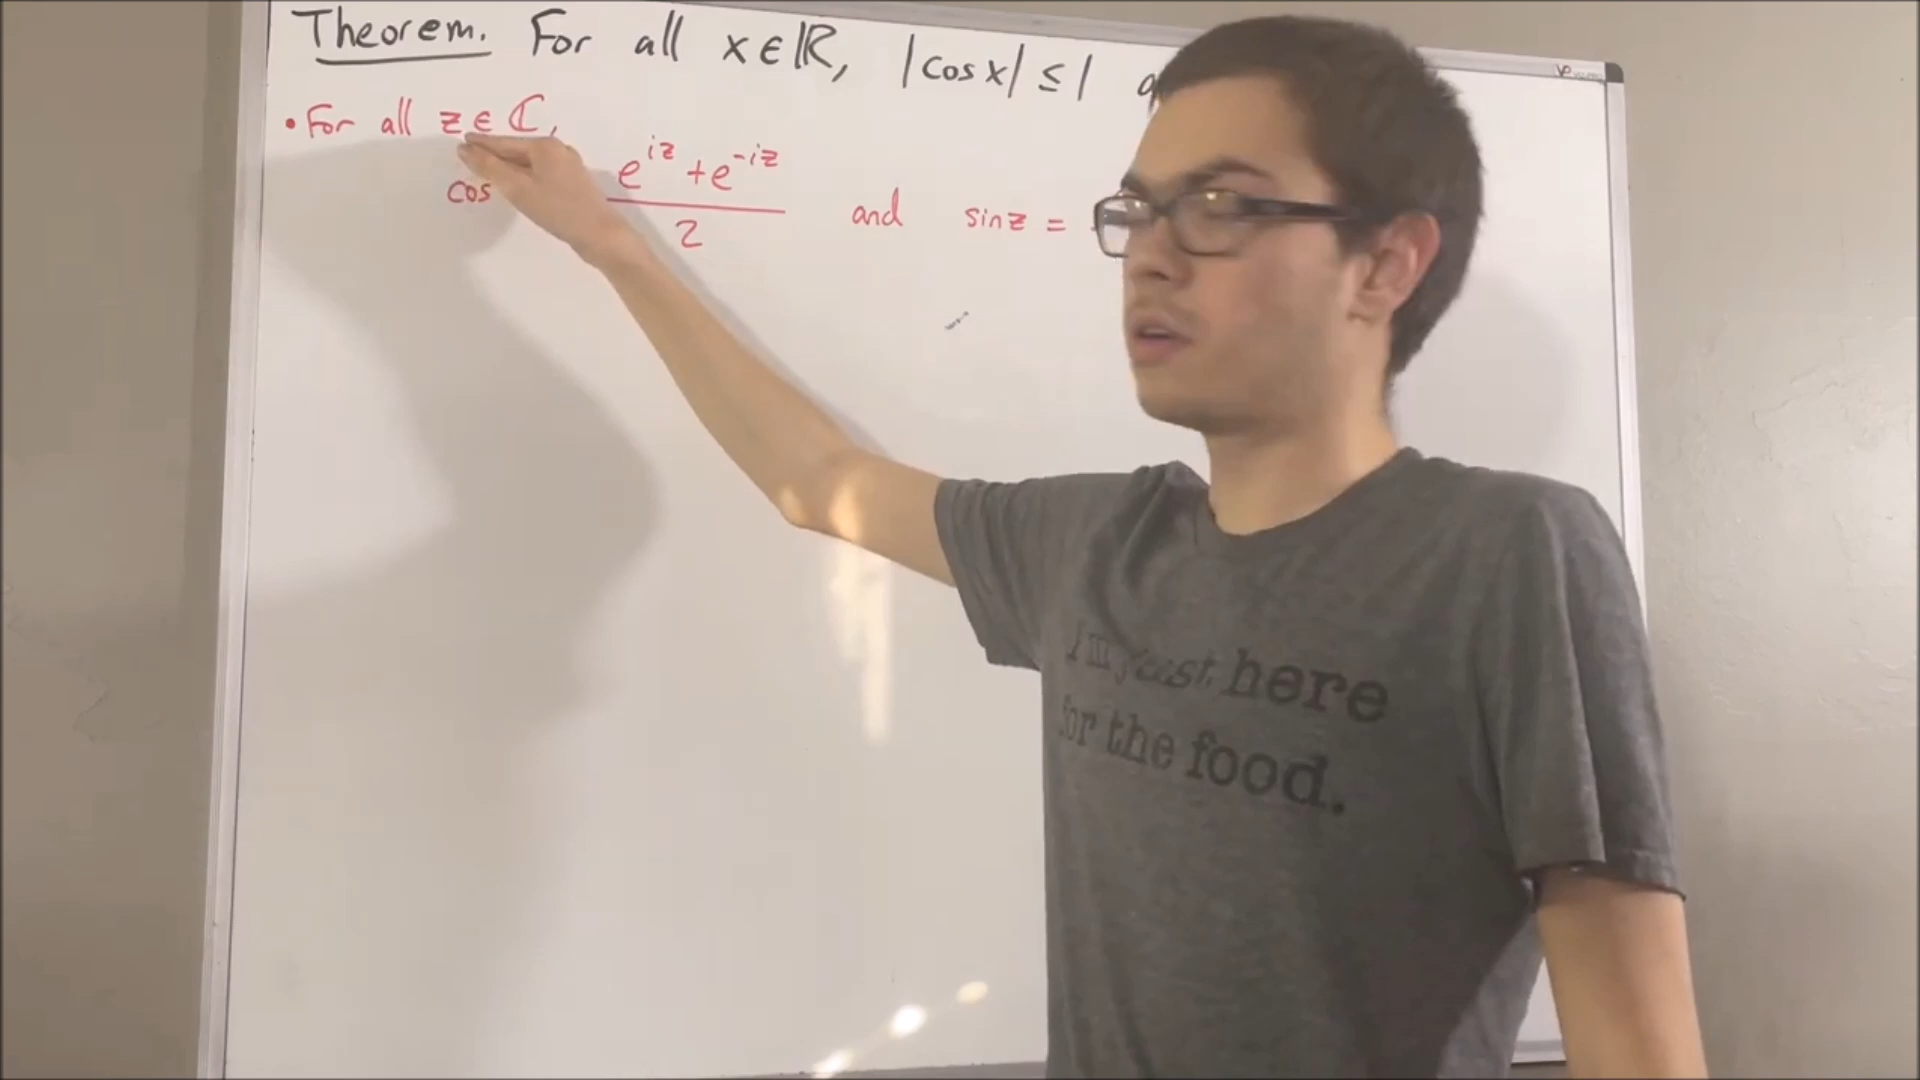 Theorem. For all x∈ℝ, |cos x| ≤ 1
• For all z∈ℂ,
cos e^{iz} + e^{-iz} / 2 and sin z =
I'm just here
for the food.